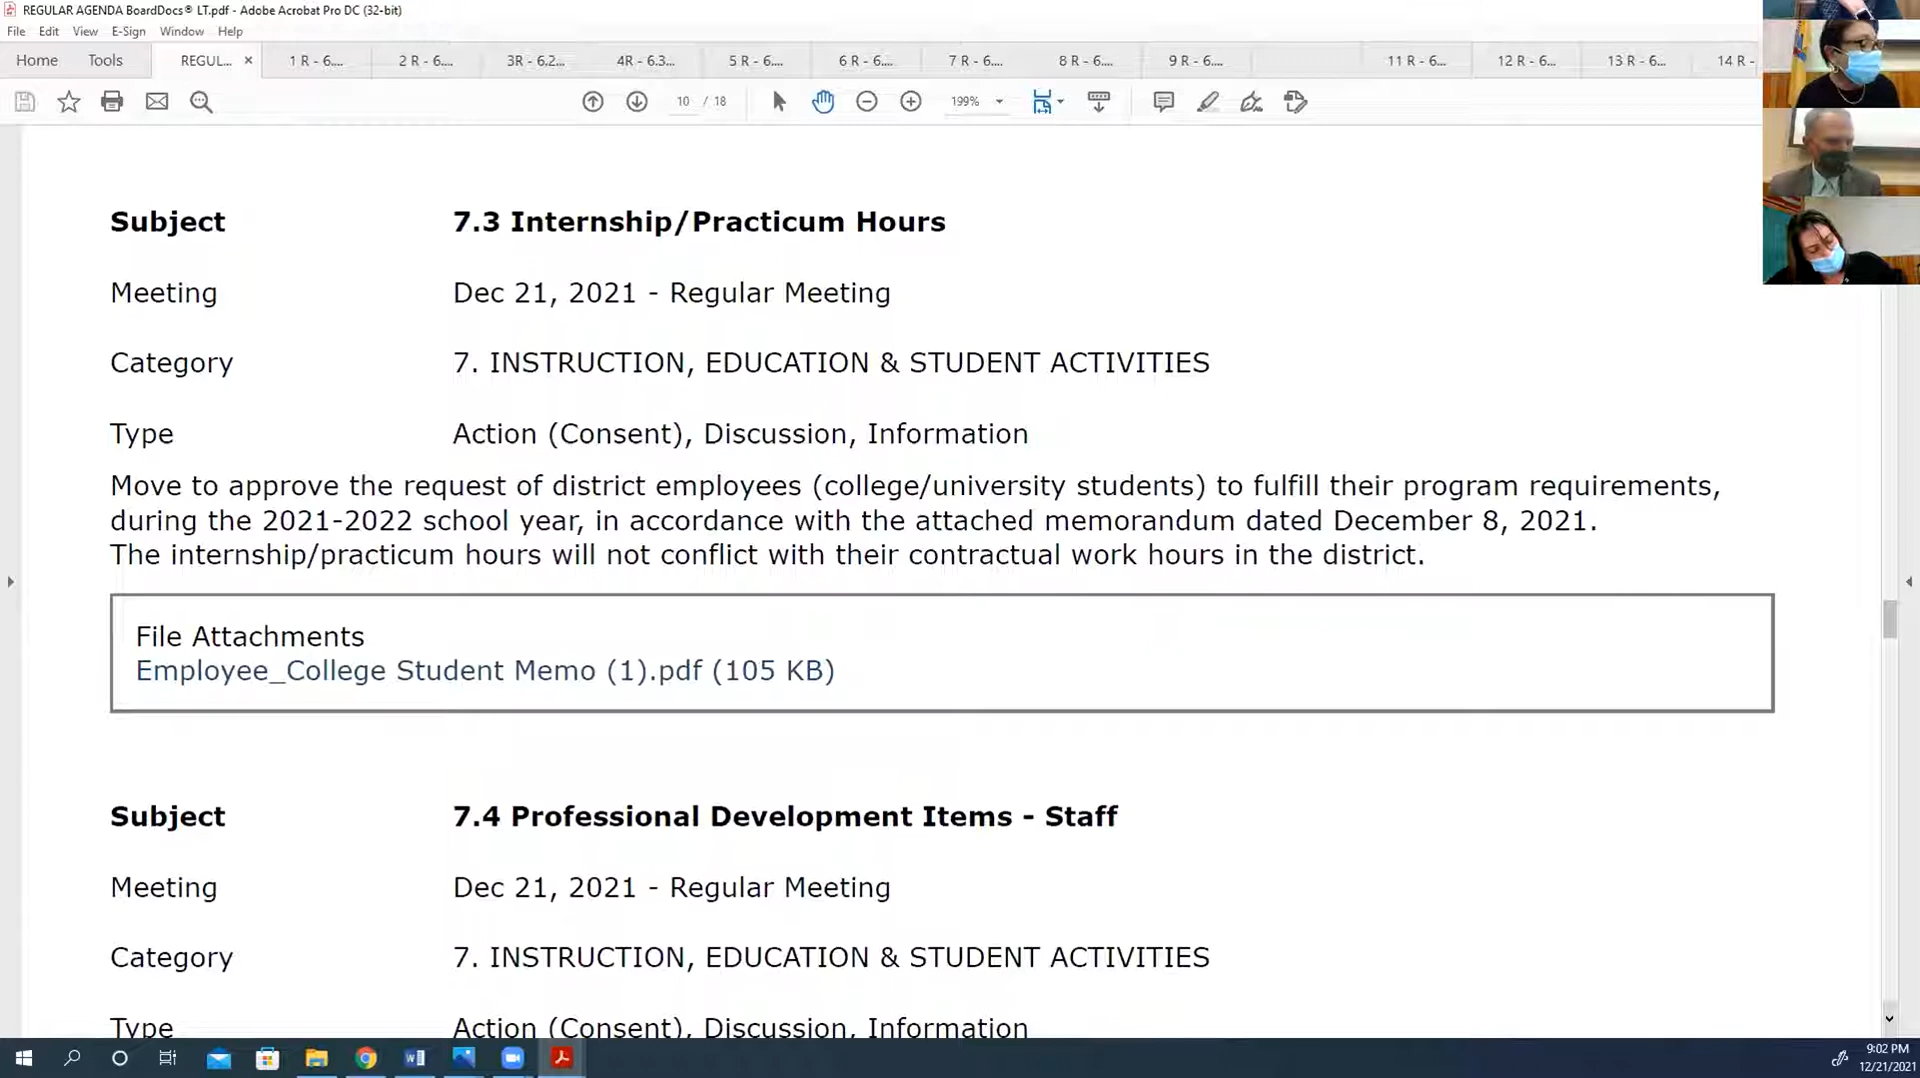 REGULAR AGENDA BoardDocs® LT.pdf - Adobe Acrobat Pro DC (32-bit)
File Edit View E-Sign Window Help
Home Tools REGUL... × 1 R - 6.... 2 R - 6.... 3R - 6.2... 4R - 6.3... 5 R - 6.... 6 R - 6.... 7 R - 6.... 8 R - 6.... 9 R - 6.... 11 R - 6... 12 R - 6... 13 R - 6... 14 R -
10 / 18 199%
Subject 7.3 Internship/Practicum Hours
Meeting Dec 21, 2021 - Regular Meeting
Category 7. INSTRUCTION, EDUCATION & STUDENT ACTIVITIES
Type Action (Consent), Discussion, Information
Move to approve the request of district employees (college/university students) to fulfill their program requirements,
during the 2021-2022 school year, in accordance with the attached memorandum dated December 8, 2021.
The internship/practicum hours will not conflict with their contractual work hours in the district.
File Attachments
Employee_College Student Memo (1).pdf (105 KB)
Subject 7.4 Professional Development Items - Staff
Meeting Dec 21, 2021 - Regular Meeting
Category 7. INSTRUCTION, EDUCATION & STUDENT ACTIVITIES
Type Action (Consent), Discussion, Information
9:02 PM
12/21/2021